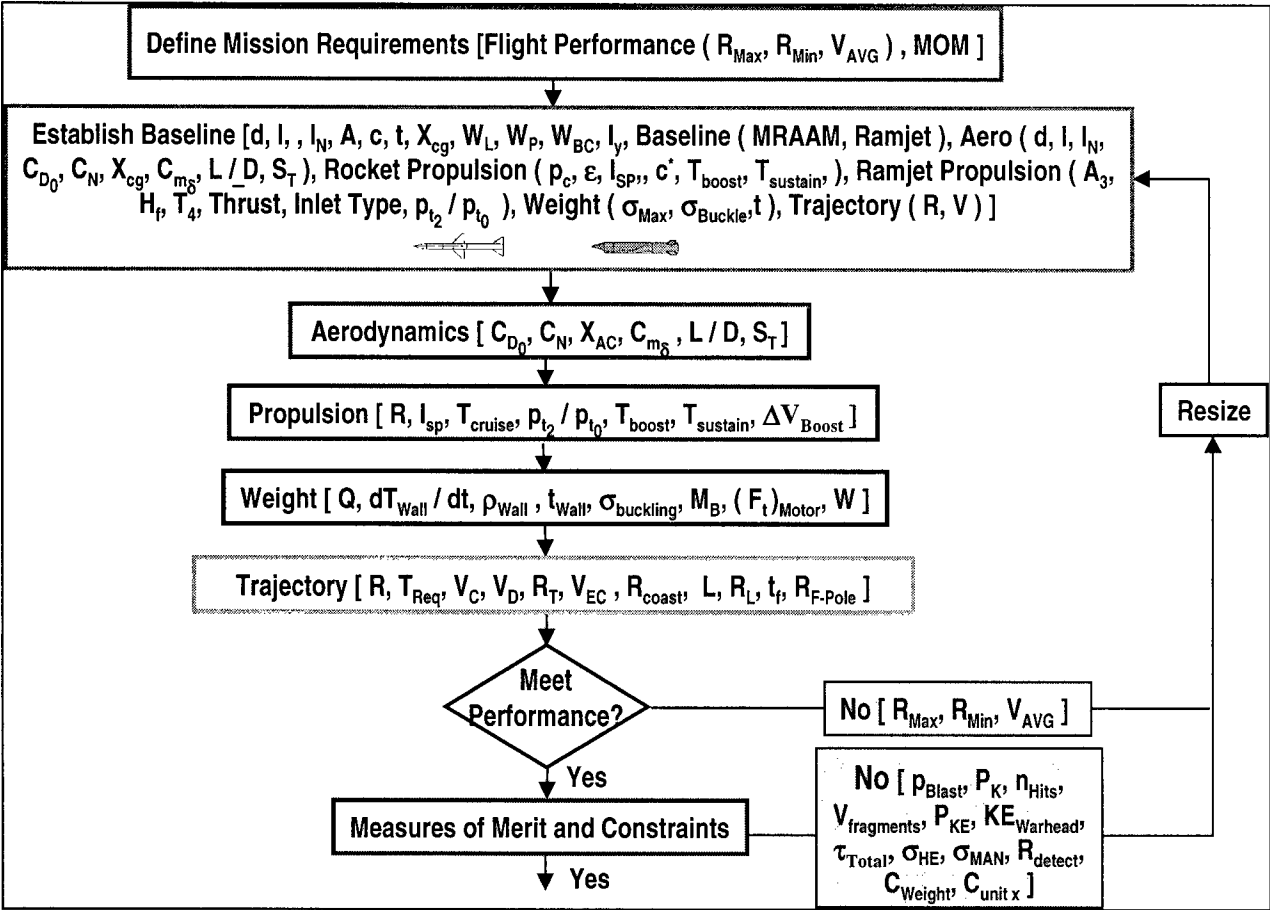 Define Mission Requirements [Flight Performance ( R_Max, R_Min, V_AVG ) , MOM ]
Establish Baseline [d, l, , l_N, A, c, t, X_cg, W_L, W_P, W_BC, I_y, Baseline ( MRAAM, Ramjet ), Aero ( d, l, l_N,
C_D0, C_N, X_cg, C_mδ, L / D, S_T ), Rocket Propulsion ( p_c, ε, I_SP,, c*, T_boost, T_sustain, ), Ramjet Propulsion ( A_3,
H_f, T_4, Thrust, Inlet Type, p_t2 / p_t0 ), Weight ( σ_Max, σ_Buckle,t ), Trajectory ( R, V ) ]
Aerodynamics [ C_D0, C_N, X_AC, C_mδ , L / D, S_T ]
Propulsion [ R, I_sp, T_cruise, p_t2 / p_t0, T_boost, T_sustain, ΔV_Boost ]
Resize
Weight [ Q, dT_Wall / dt, ρ_Wall , t_Wall, σ_buckling, M_B, ( F_t )_Motor, W ]
Trajectory [ R, T_Req, V_C, V_D, R_T, V_EC , R_coast, L, R_L, t_f, R_F-Pole ]
Meet
Performance?
No [ R_Max, R_Min, V_AVG ]
Yes
Measures of Merit and Constraints
No [ p_Blast, P_K, n_Hits,
V_fragments, P_KE, KE_Warhead,
τ_Total, σ_HE, σ_MAN, R_detect,
C_Weight, C_unit x ]
Yes